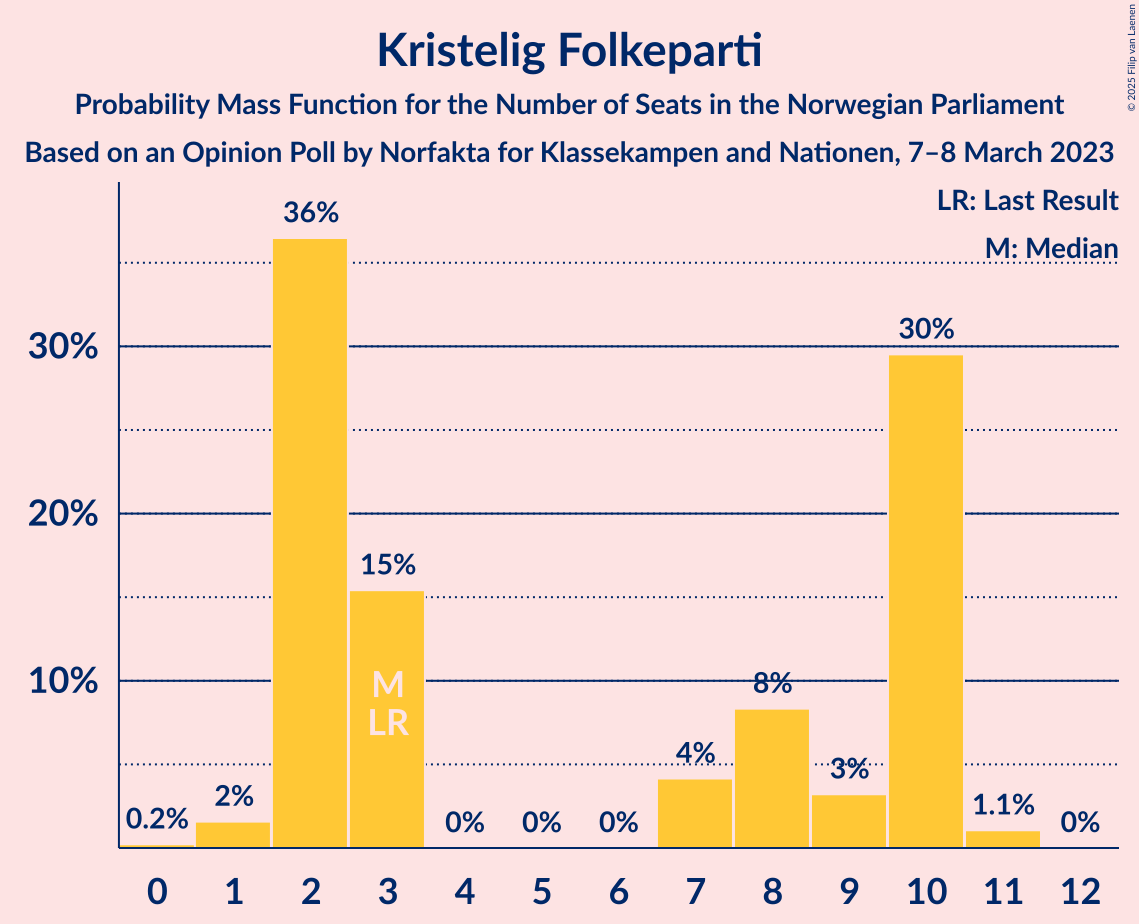 Kristelig Folkeparti
Probability Mass Function for the Number of Seats in the Norwegian Parliament
Based on an Opinion Poll by Norfakta for Klassekampen and Nationen, 7–8 March 2023
© 2025 Filip van Laenen
LR: Last Result
M: Median
36%
30%
30%
20%
15%
10%
M
LR
8%
4%
3%
2%
0.2%
0%
0%
0%
1.1%
0%
0 1 2 3 4 5 6 7 8 9 10 11 12